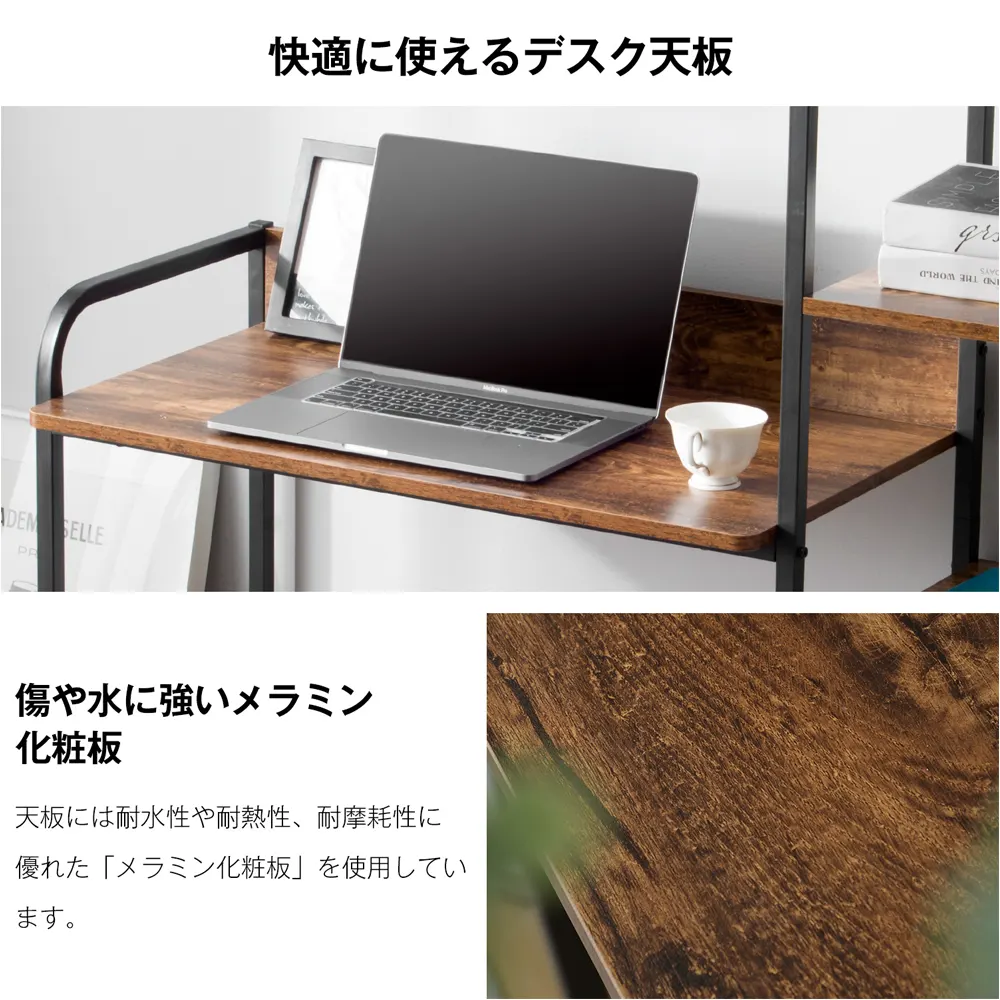 快適に使えるデスク天板
SIMPLY
grs
THE WORLD
MacBook Pro
DEMOISELLE
傷や水に強いメラミン
化粧板
天板には耐水性や耐熱性、耐摩耗性に
優れた「メラミン化粧板」を使用してい
ます。